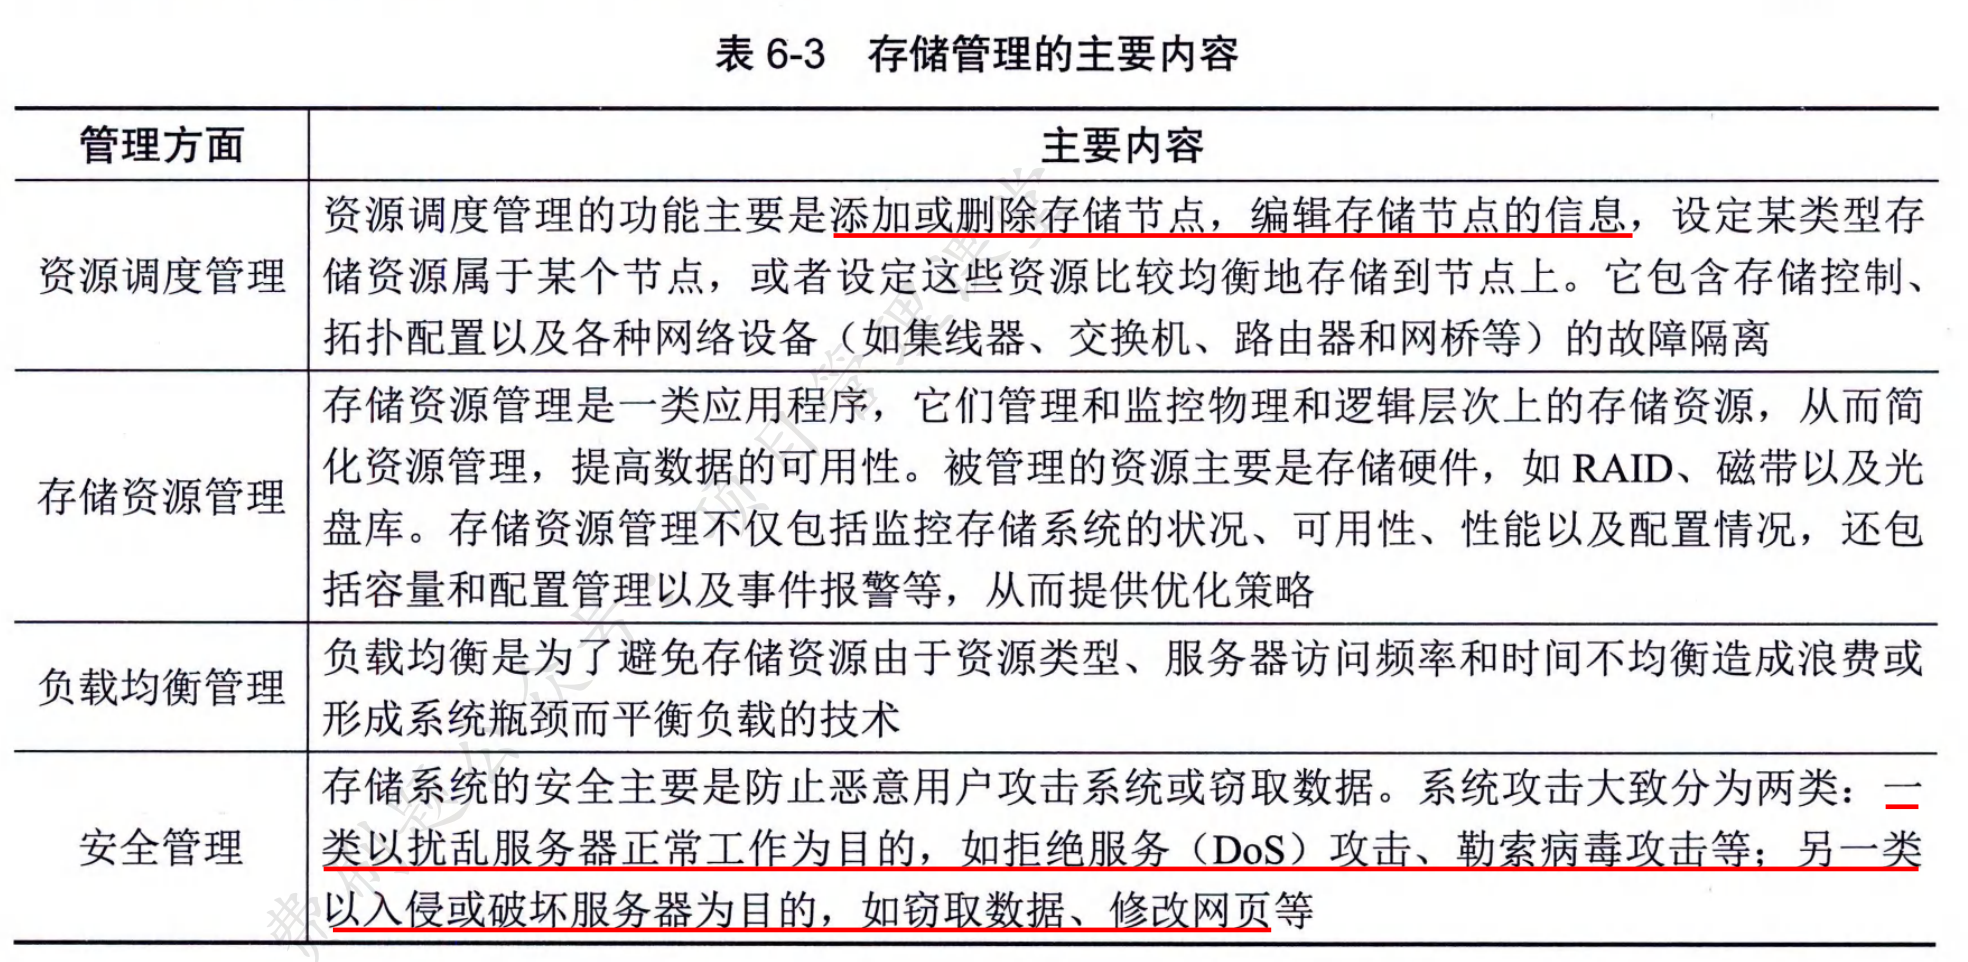 表 6-3 存储管理的主要内容
管理方面
主要内容
资源调度管理
资源调度管理的功能主要是添加或删除存储节点，编辑存储节点的信息，设定某类型存
储资源属于某个节点，或者设定这些资源比较均衡地存储到节点上。它包含存储控制、
拓扑配置以及各种网络设备（如集线器、交换机、路由器和网桥等）的故障隔离
存储资源管理
存储资源管理是一类应用程序，它们管理和监控物理和逻辑层次上的存储资源，从而简
化资源管理，提高数据的可用性。被管理的资源主要是存储硬件，如 RAID、磁带以及光
盘库。存储资源管理不仅包括监控存储系统的状况、可用性、性能以及配置情况，还包
括容量和配置管理以及事件报警等，从而提供优化策略
负载均衡管理
负载均衡是为了避免存储资源由于资源类型、服务器访问频率和时间不均衡造成浪费或
形成系统瓶颈而平衡负载的技术
安全管理
存储系统的安全主要是防止恶意用户攻击系统或窃取数据。系统攻击大致分为两类：一
类以扰乱服务器正常工作为目的，如拒绝服务（DoS）攻击、勒索病毒攻击等；另一类
以入侵或破坏服务器为目的，如窃取数据、修改网页等
费刷题公众号：项目管理课堂